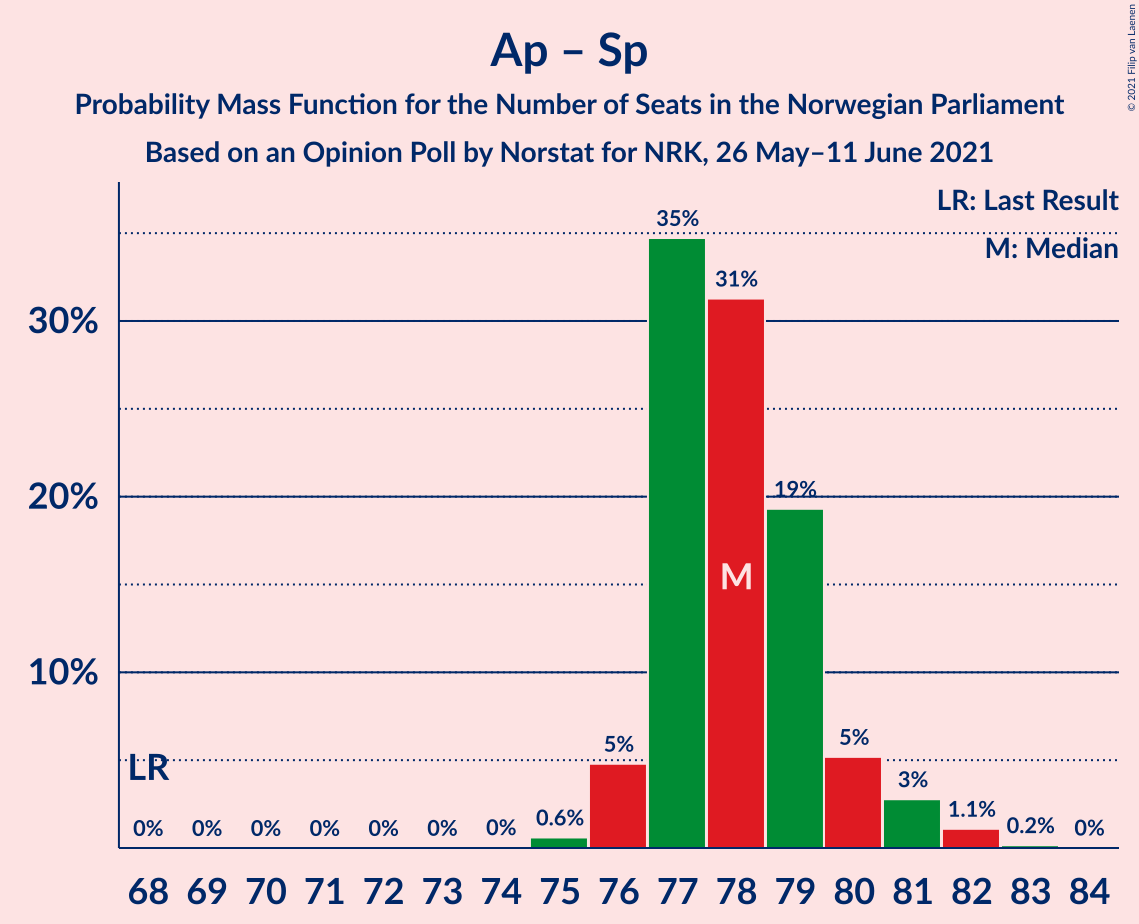 Ap – Sp
Probability Mass Function for the Number of Seats in the Norwegian Parliament
Based on an Opinion Poll by Norstat for NRK, 26 May–11 June 2021
© 2021 Filip van Laenen
LR: Last Result
M: Median
35%
31%
30%
20%
19%
M
10%
LR
5%
5%
3%
0%
0%
0%
0%
0%
0%
0%
0.6%
1.1%
0.2%
0%
68 69 70 71 72 73 74 75 76 77 78 79 80 81 82 83 84